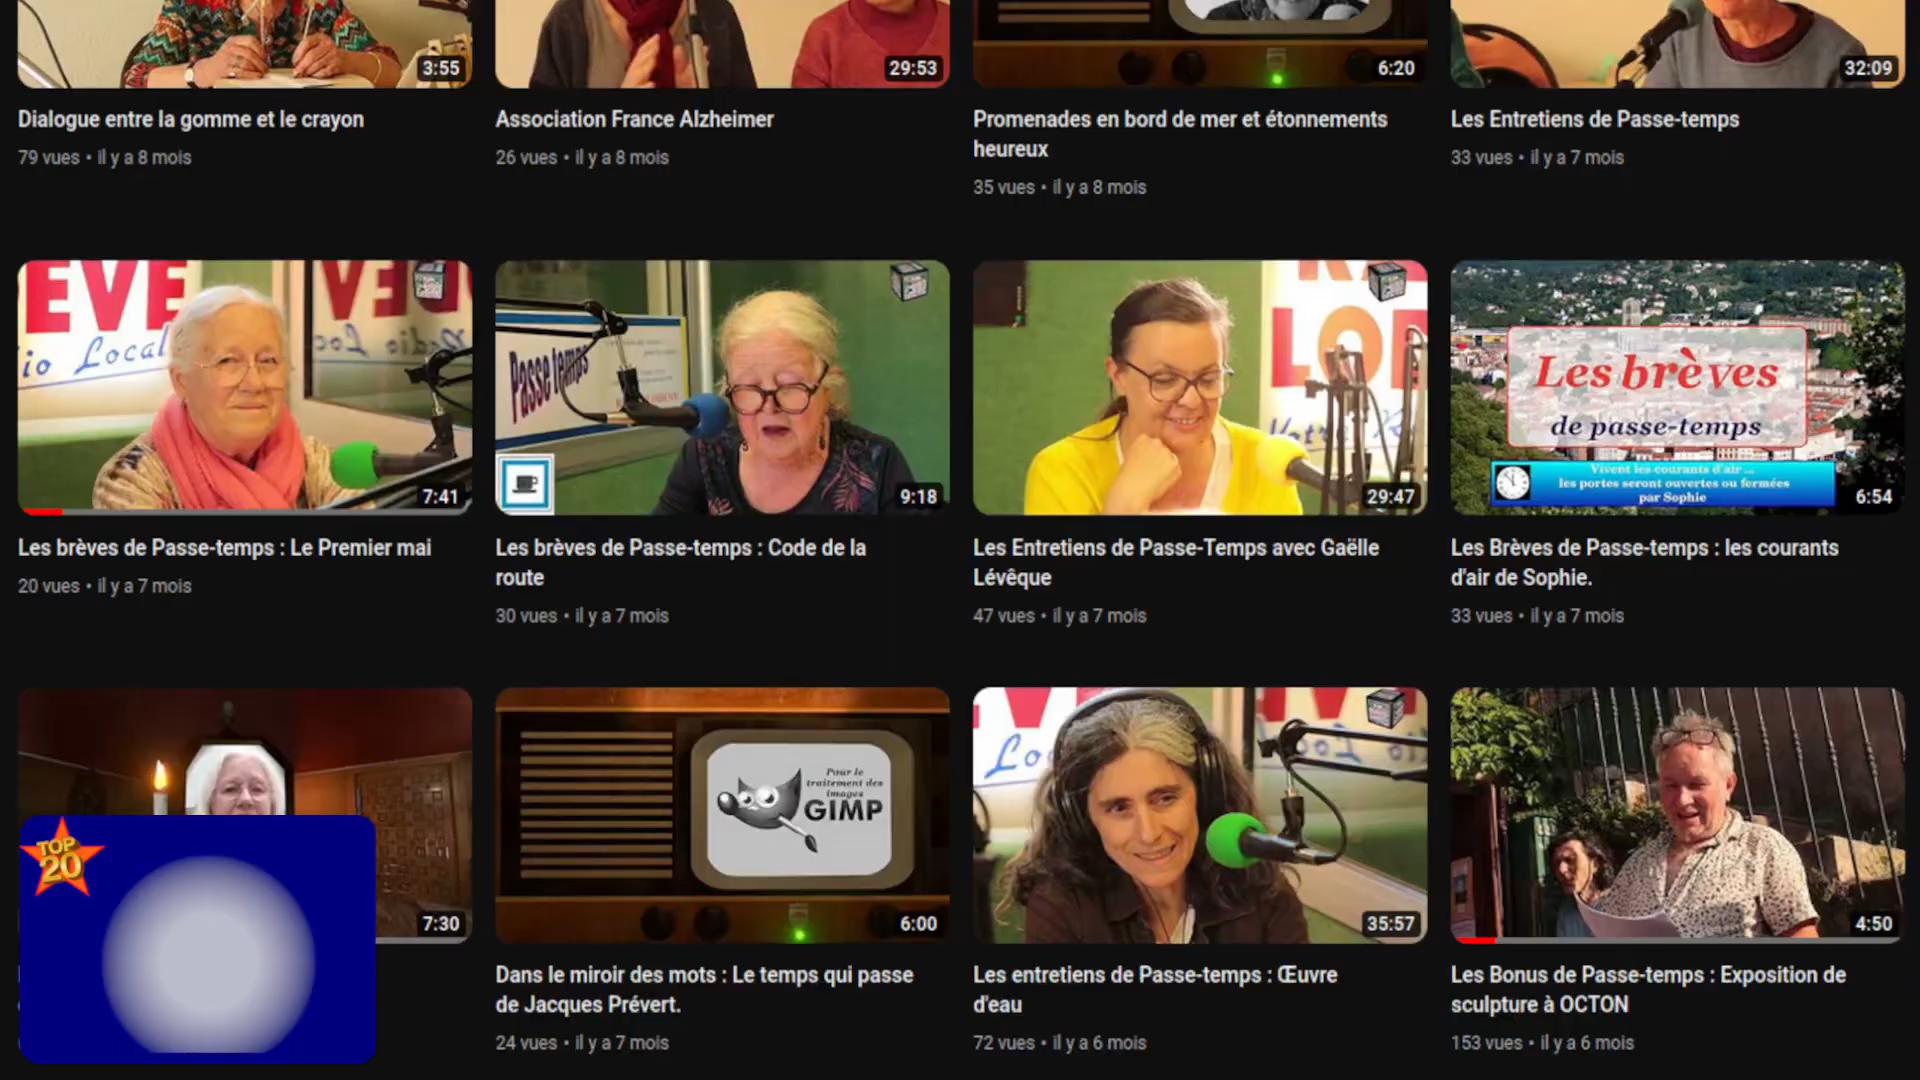 3:55
29:53
6:20
32:09
Dialogue entre la gomme et le crayon
79 vues • il y a 8 mois
Association France Alzheimer
26 vues • il y a 8 mois
Promenades en bord de mer et étonnements
heureux
35 vues • il y a 8 mois
Les Entretiens de Passe-temps
33 vues • il y a 7 mois
EVE
io Local
7:41
Passe temps
9:18
LOD
29:47
Les brèves
de passe-temps
Vivent les courants d'air ...
les portes seront ouvertes ou fermées
par Sophie
6:54
Les brèves de Passe-temps : Le Premier mai
20 vues • il y a 7 mois
Les brèves de Passe-temps : Code de la
route
30 vues • il y a 7 mois
Les Entretiens de Passe-Temps avec Gaëlle
Lévêque
47 vues • il y a 7 mois
Les Brèves de Passe-temps : les courants
d'air de Sophie.
33 vues • il y a 7 mois
TOP
20
7:30
Pour le
traitement des
images
GIMP
6:00
35:57
4:50
Dans le miroir des mots : Le temps qui passe
de Jacques Prévert.
24 vues • il y a 7 mois
Les entretiens de Passe-temps : Œuvre
d'eau
72 vues • il y a 6 mois
Les Bonus de Passe-temps : Exposition de
sculpture à OCTON
153 vues • il y a 6 mois